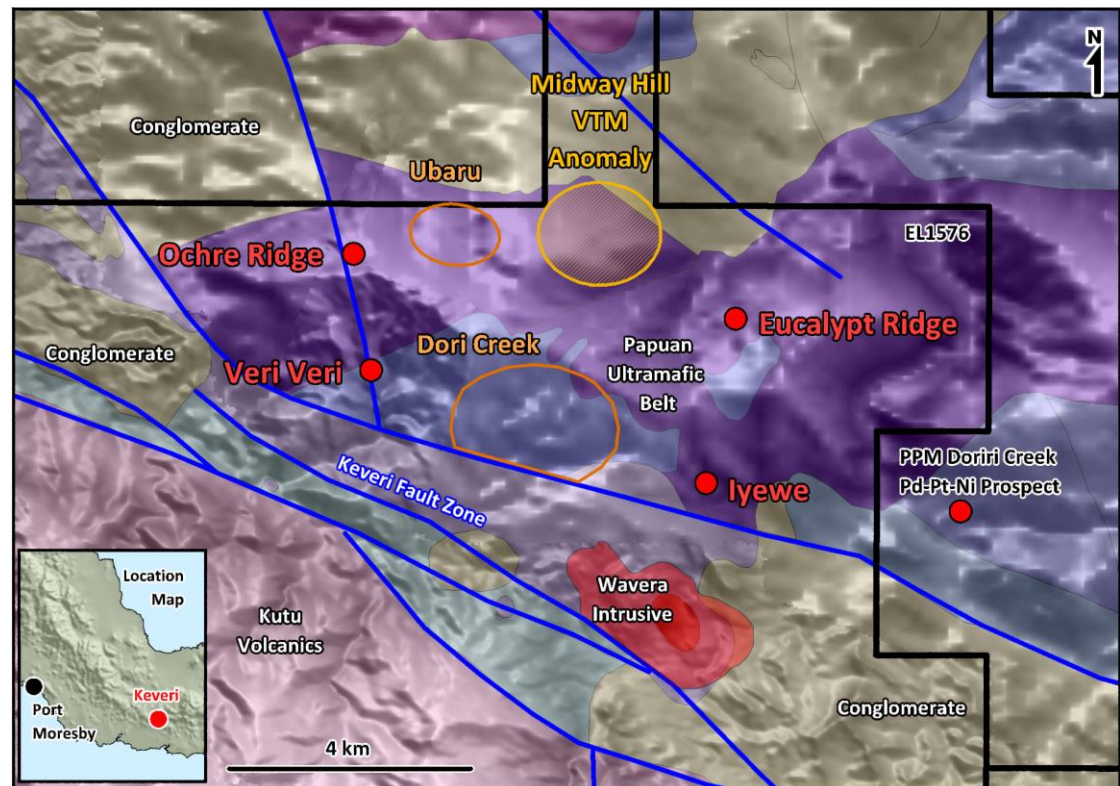 N
Midway Hill
VTM
Anomaly
Conglomerate
Ubaru
EL1576
Ochre Ridge
Eucalypt Ridge
Conglomerate
Dori Creek
Veri Veri
Papuan
Ultramafic
Belt
PPM Doriri Creek
Pd-Pt-Ni Prospect
Keveri Fault Zone
Iyewe
Location
Map
Wavera
Intrusive
Kutu
Volcanics
Keveri
Port
Moresby
Conglomerate
4 km